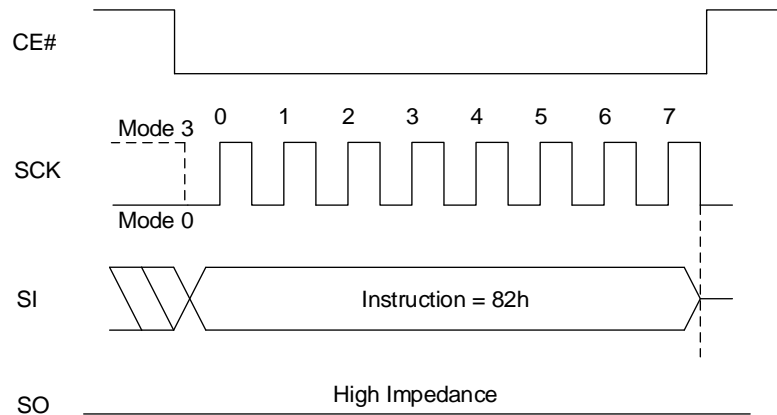 CE#
Mode 3
0 1 2 3 4 5 6 7
SCK
Mode 0
SI
Instruction = 82h
High Impedance
SO